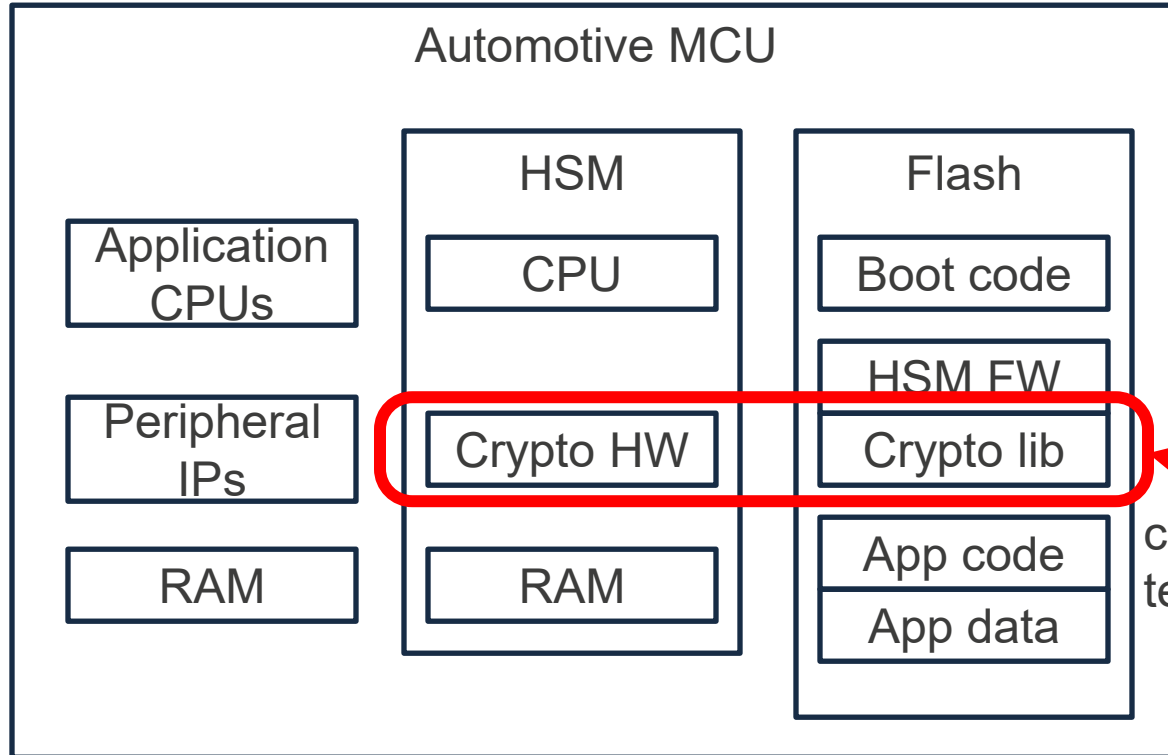 Automotive MCU
HSM
Flash
Application
CPUs
CPU
Boot code
HSM FW
Peripheral
IPs
Crypto HW
Crypto lib
RAM
RAM
App code
App data